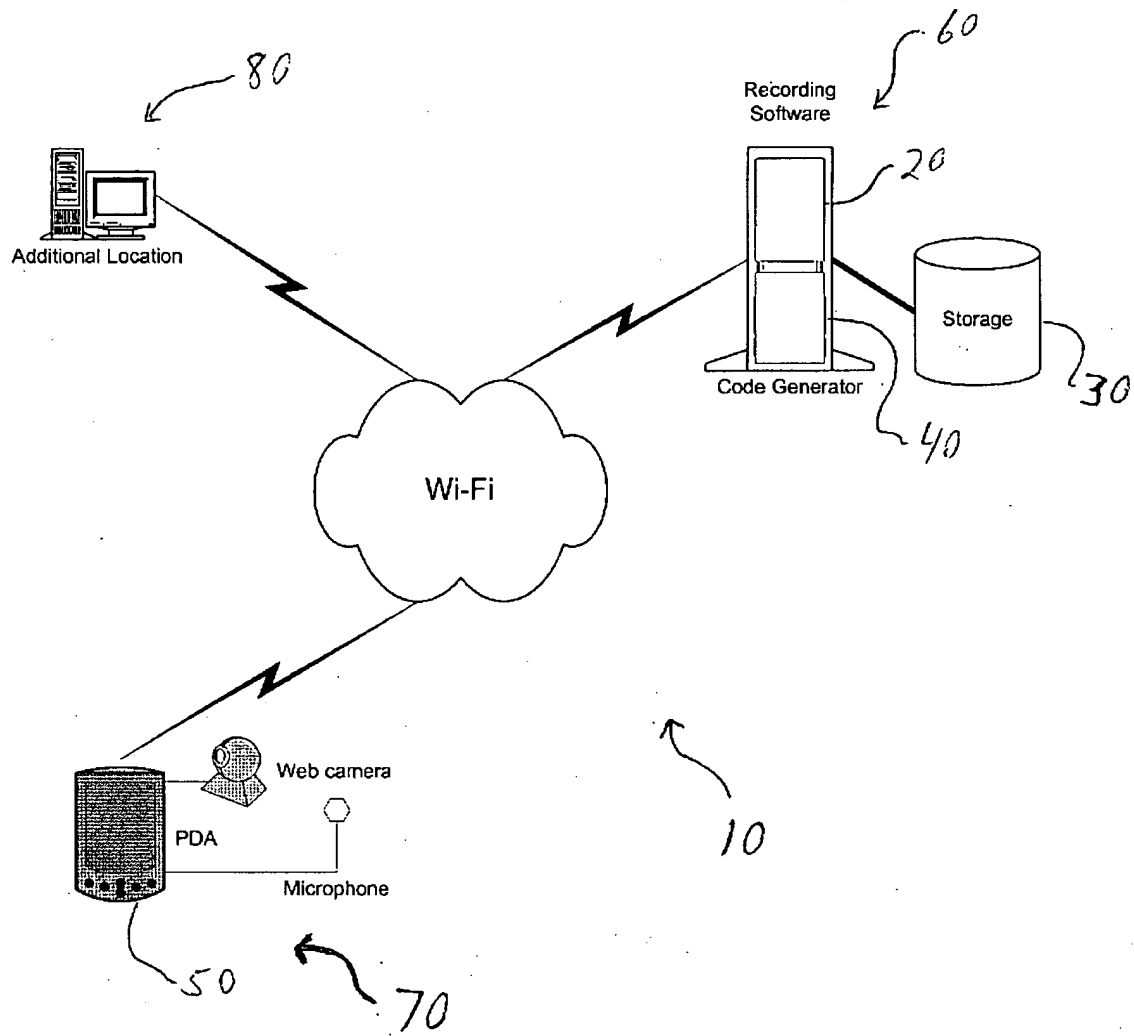 80
60
Recording
Software
20
Additional Location
Storage
30
Code Generator
40
Wi-Fi
Web camera
PDA
Microphone
10
50
70